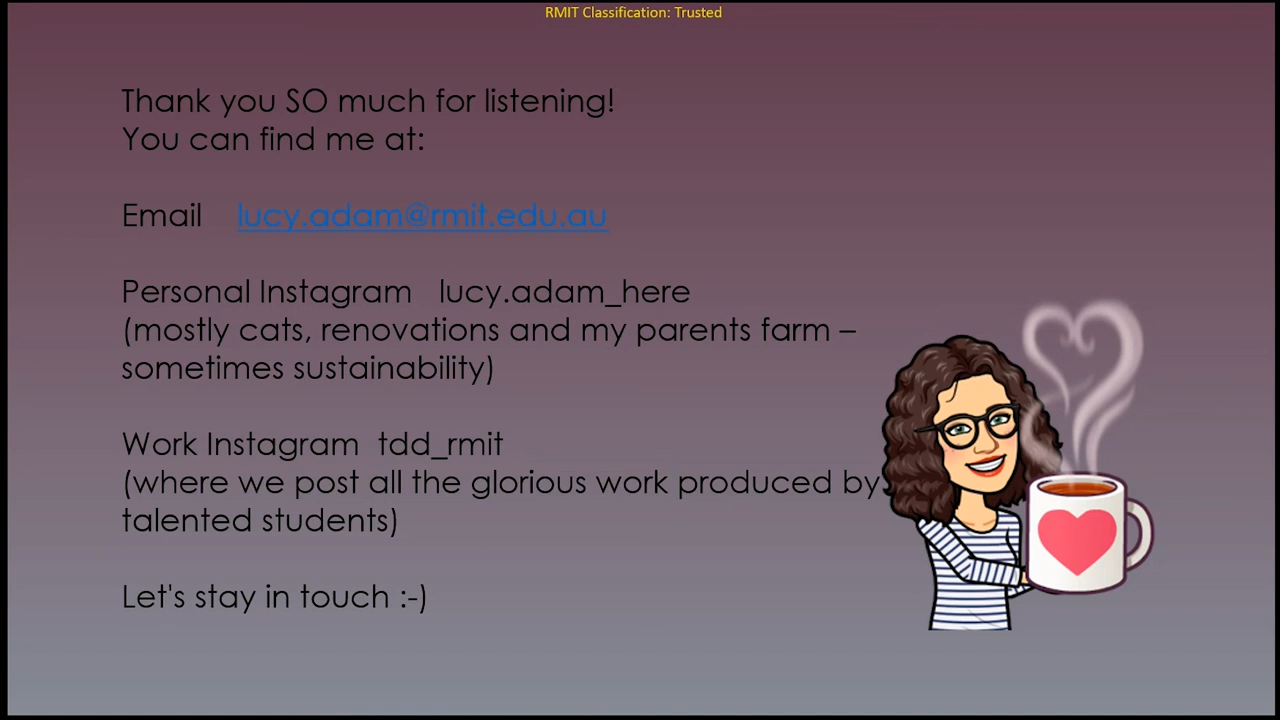 RMIT Classification: Trusted
Thank you SO much for listening!
You can find me at:
Email lucy.adam@rmit.edu.au
Personal Instagram lucy.adam_here
(mostly cats, renovations and my parents farm –
sometimes sustainability)
Work Instagram tdd_rmit
(where we post all the glorious work produced by
talented students)
Let's stay in touch :-)